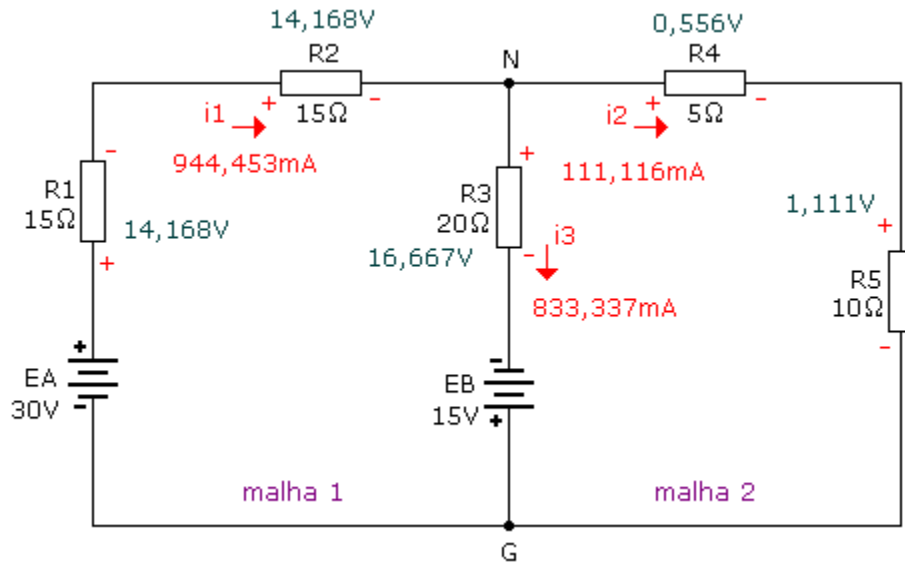 14,168V
R2
+ -
15Ω
i1
944,453mA
N
0,556V
R4
+ -
5Ω
i2
111,116mA
-
R1
15Ω
14,168V
+
+
R3
20Ω
16,667V
-
i3
833,337mA
1,111V
+
R5
10Ω
-
+
EA
30V
-
-
EB
15V
+
malha 1
malha 2
G